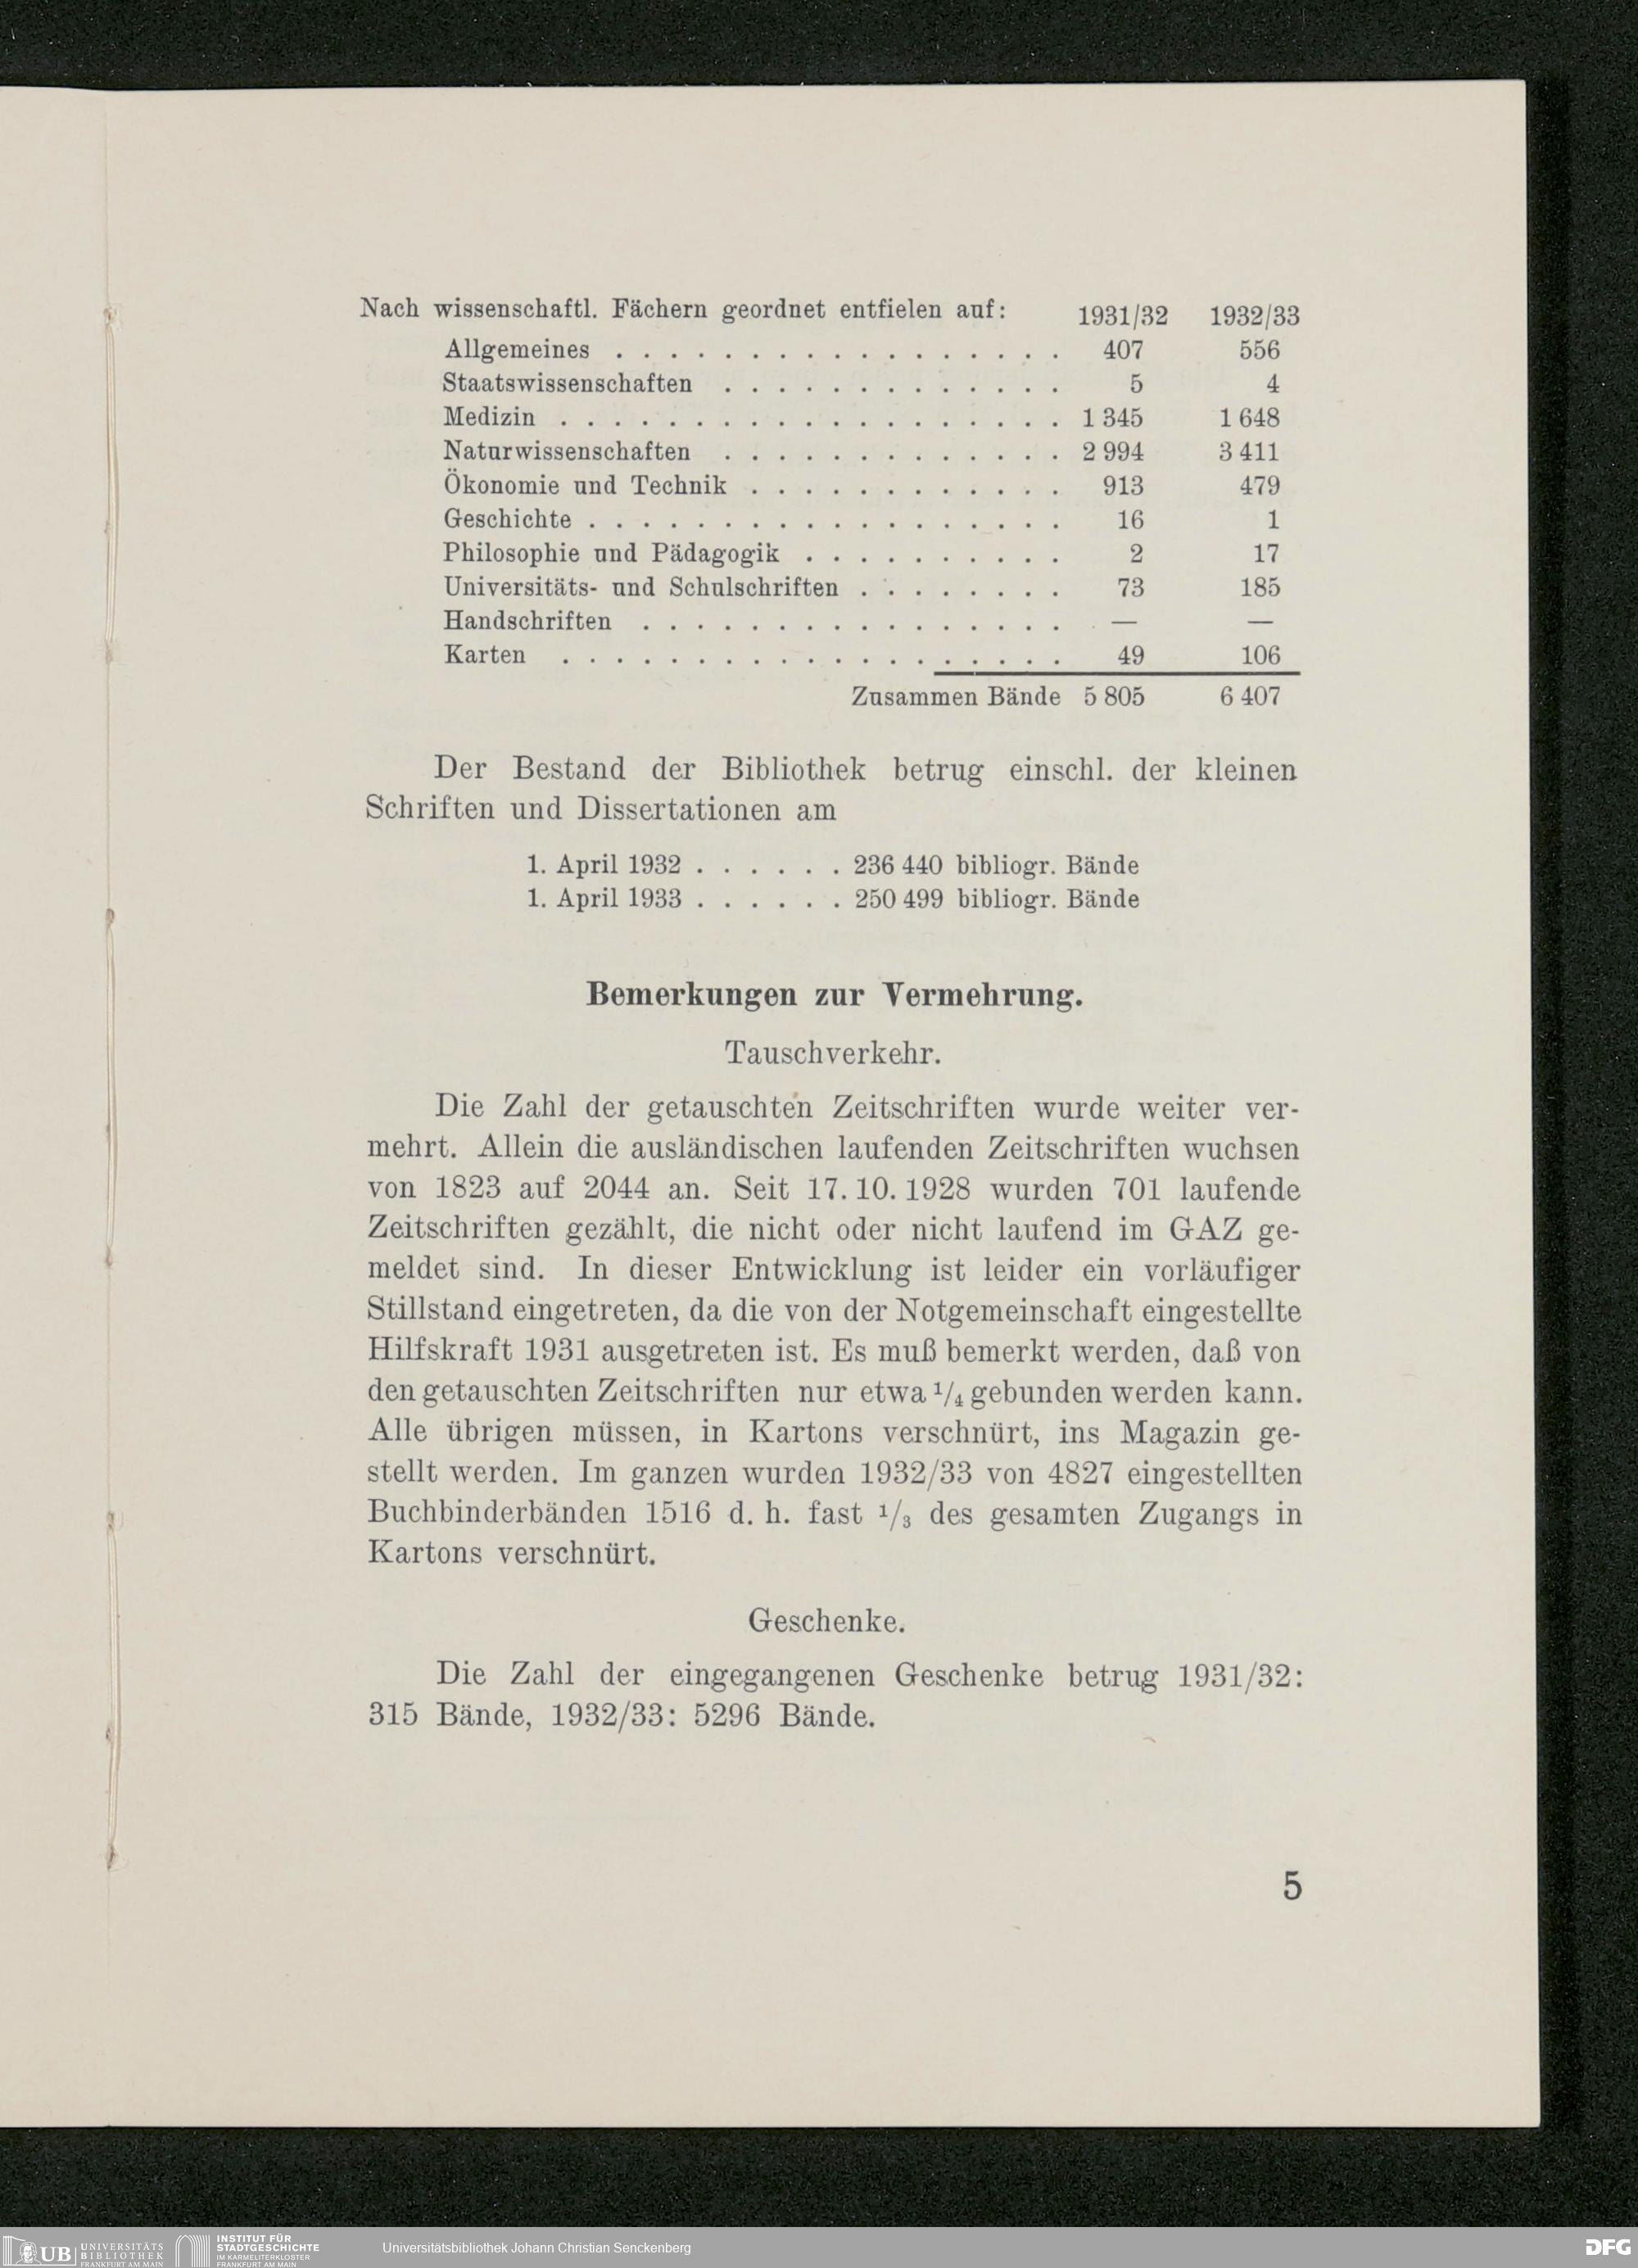 Nach wissenschaftl. Fächern geordnet entfielen auf: 1931/32 1932/33
Allgemeines . . . . . . . . . . . . . . . . . 407 556
Staatswissenschaften . . . . . . . . . . . . . 5 4
Medizin . . . . . . . . . . . . . . . . . . . 1 345 1 648
Naturwissenschaften . . . . . . . . . . . . . 2 994 3 411
Ökonomie und Technik . . . . . . . . . . . . 913 479
Geschichte . . . . . . . . . . . . . . . . . . 16 1
Philosophie und Pädagogik . . . . . . . . . . 2 17
Universitäts- und Schulschriften . . . . . . . . 73 185
Handschriften . . . . . . . . . . . . . . . . — —
Karten . . . . . . . . . . . . . . . . . . . 49 106
Zusammen Bände 5 805 6 407
Der Bestand der Bibliothek betrug einschl. der kleinen
Schriften und Dissertationen am
1. April 1932 . . . . . . 236 440 bibliogr. Bände
1. April 1933 . . . . . . 250 499 bibliogr. Bände
Bemerkungen zur Vermehrung.
Tauschverkehr.
Die Zahl der getauschten Zeitschriften wurde weiter ver-
mehrt. Allein die ausländischen laufenden Zeitschriften wuchsen
von 1823 auf 2044 an. Seit 17. 10. 1928 wurden 701 laufende
Zeitschriften gezählt, die nicht oder nicht laufend im GAZ ge-
meldet sind. In dieser Entwicklung ist leider ein vorläufiger
Stillstand eingetreten, da die von der Notgemeinschaft eingestellte
Hilfskraft 1931 ausgetreten ist. Es muß bemerkt werden, daß von
den getauschten Zeitschriften nur etwa 1/4 gebunden werden kann.
Alle übrigen müssen, in Kartons verschnürt, ins Magazin ge-
stellt werden. Im ganzen wurden 1932/33 von 4827 eingestellten
Buchbinderbänden 1516 d. h. fast 1/3 des gesamten Zugangs in
Kartons verschnürt.
Geschenke.
Die Zahl der eingegangenen Geschenke betrug 1931/32:
315 Bände, 1932/33: 5296 Bände.
5
UB UNIVERSITÄTS
BIBLIOTHEK
FRANKFURT AM MAIN
INSTITUT FÜR
STADTGESCHICHTE
IM KARMELITERKLOSTER
FRANKFURT AM MAIN
Universitätsbibliothek Johann Christian Senckenberg
DFG